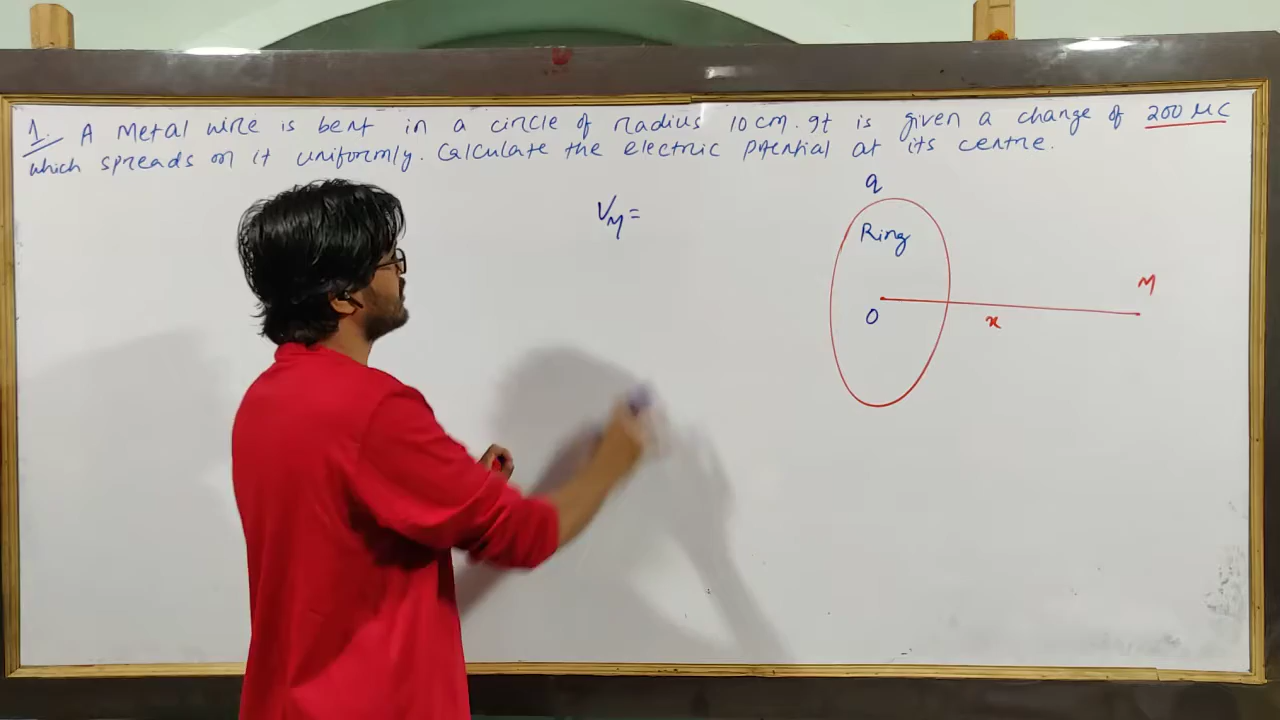 1. A Metal wire is bent in a circle of radius 10 cm. It is given a change of 200 μC
which spreads on it uniformly. Calculate the electric potential at its centre.
q
V_M =
Ring
M
O
x